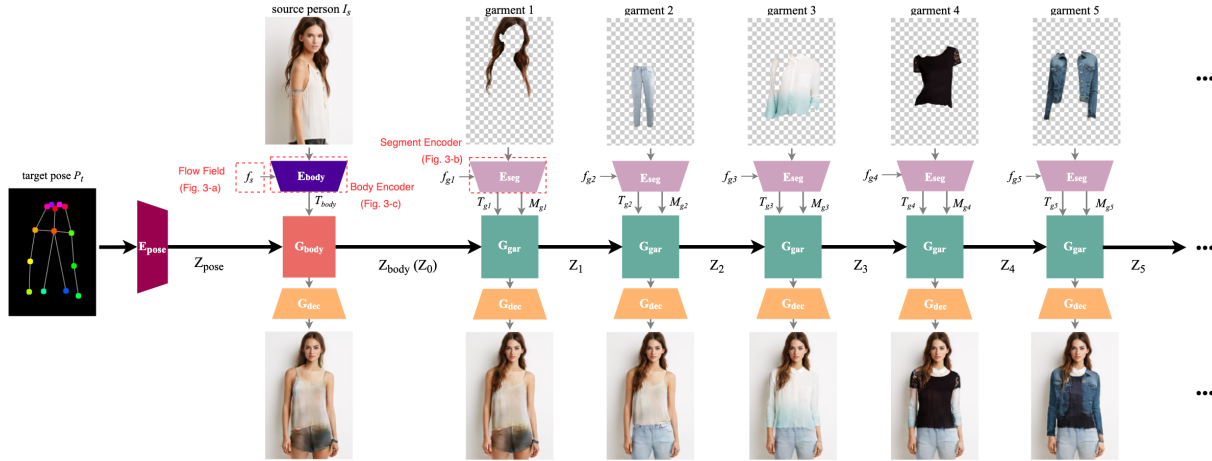 source person I_s
garment 1
garment 2
garment 3
garment 4
garment 5
...
Segment Encoder
(Fig. 3-b)
Flow Field
(Fig. 3-a)
f_s
E_body
Body Encoder
(Fig. 3-c)
f_g1
E_seg
f_g2
E_seg
f_g3
E_seg
f_g4
E_seg
f_g5
E_seg
target pose P_t
T_body
T_g1
M_g1
T_g2
M_g2
T_g3
M_g3
T_g4
M_g4
T_g5
M_g5
E_pose
Z_pose
G_body
Z_body (Z_0)
G_gar
Z_1
G_gar
Z_2
G_gar
Z_3
G_gar
Z_4
G_gar
Z_5
...
G_dec
G_dec
G_dec
G_dec
G_dec
G_dec
...